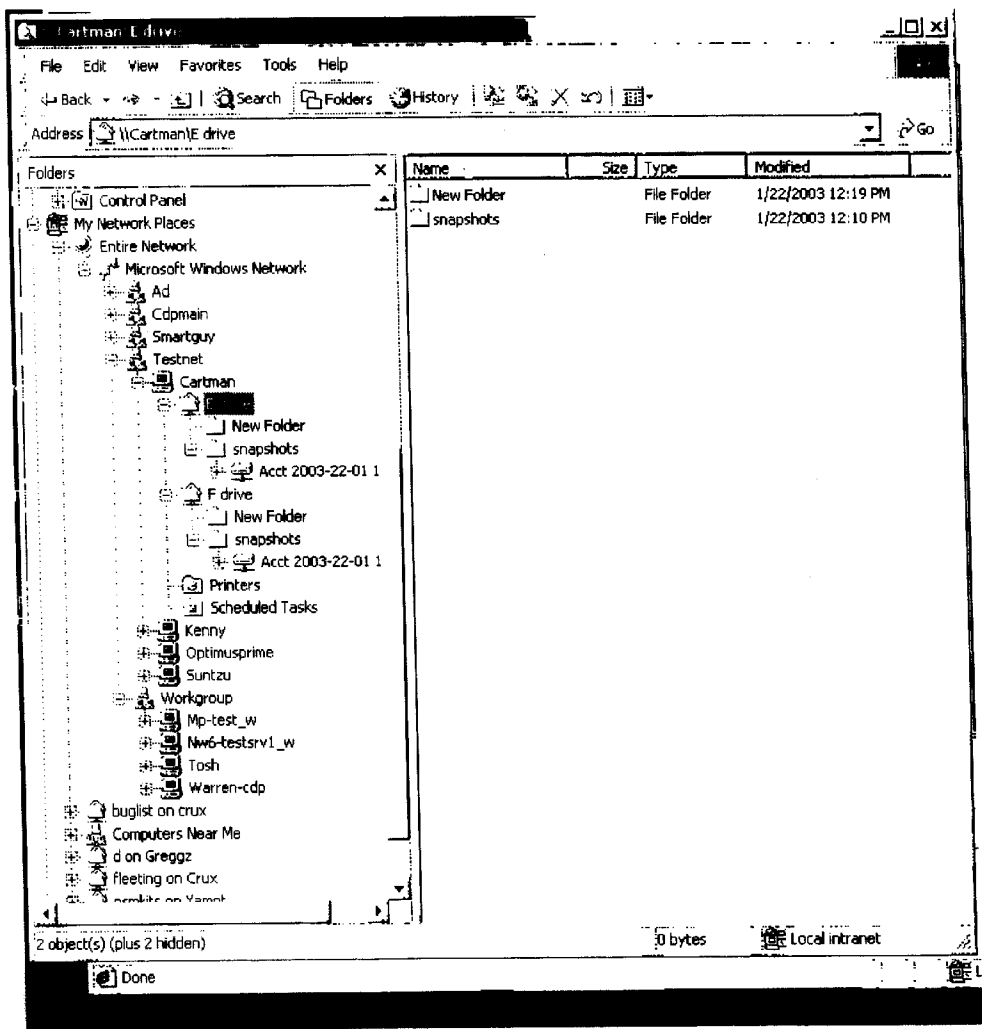 Cartman E drive
File Edit View Favorites Tools Help
Back Search Folders History
Address \\Cartman\E drive Go
Folders x
Name Size Type Modified
Control Panel
My Network Places
Entire Network
Microsoft Windows Network
Ad
Cdpmain
Smartguy
Testnet
Cartman
New Folder
snapshots
Acct 2003-22-01 1
F drive
New Folder
snapshots
Acct 2003-22-01 1
Printers
Scheduled Tasks
Kenny
Optimusprime
Suntzu
Workgroup
Mp-test_w
Nw6-testsrv1_w
Tosh
Warren-cdp
buglist on crux
Computers Near Me
d on Greggz
fleeting on Crux
New Folder File Folder 1/22/2003 12:19 PM
snapshots File Folder 1/22/2003 12:10 PM
2 object(s) (plus 2 hidden) 0 bytes Local intranet
Done L